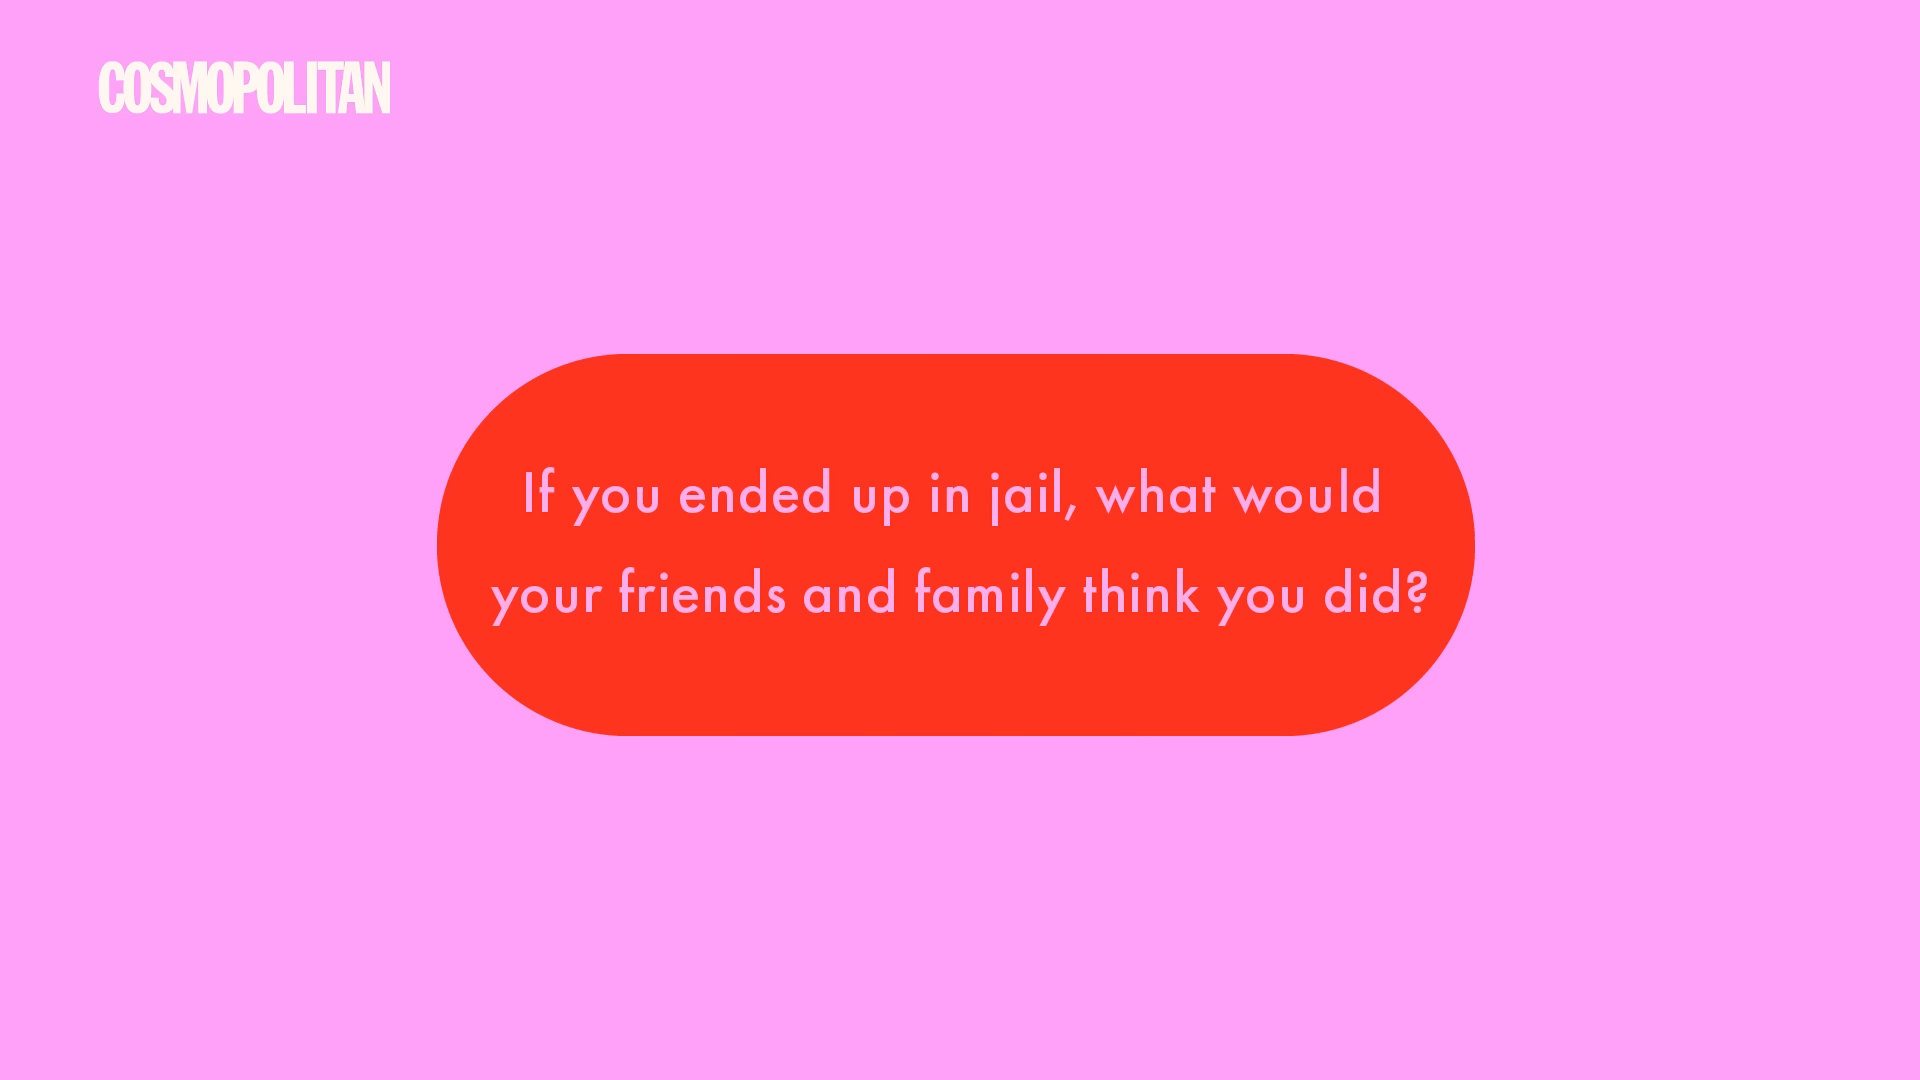 COSMOPOLITAN
If you ended up in jail, what would
your friends and family think you did?